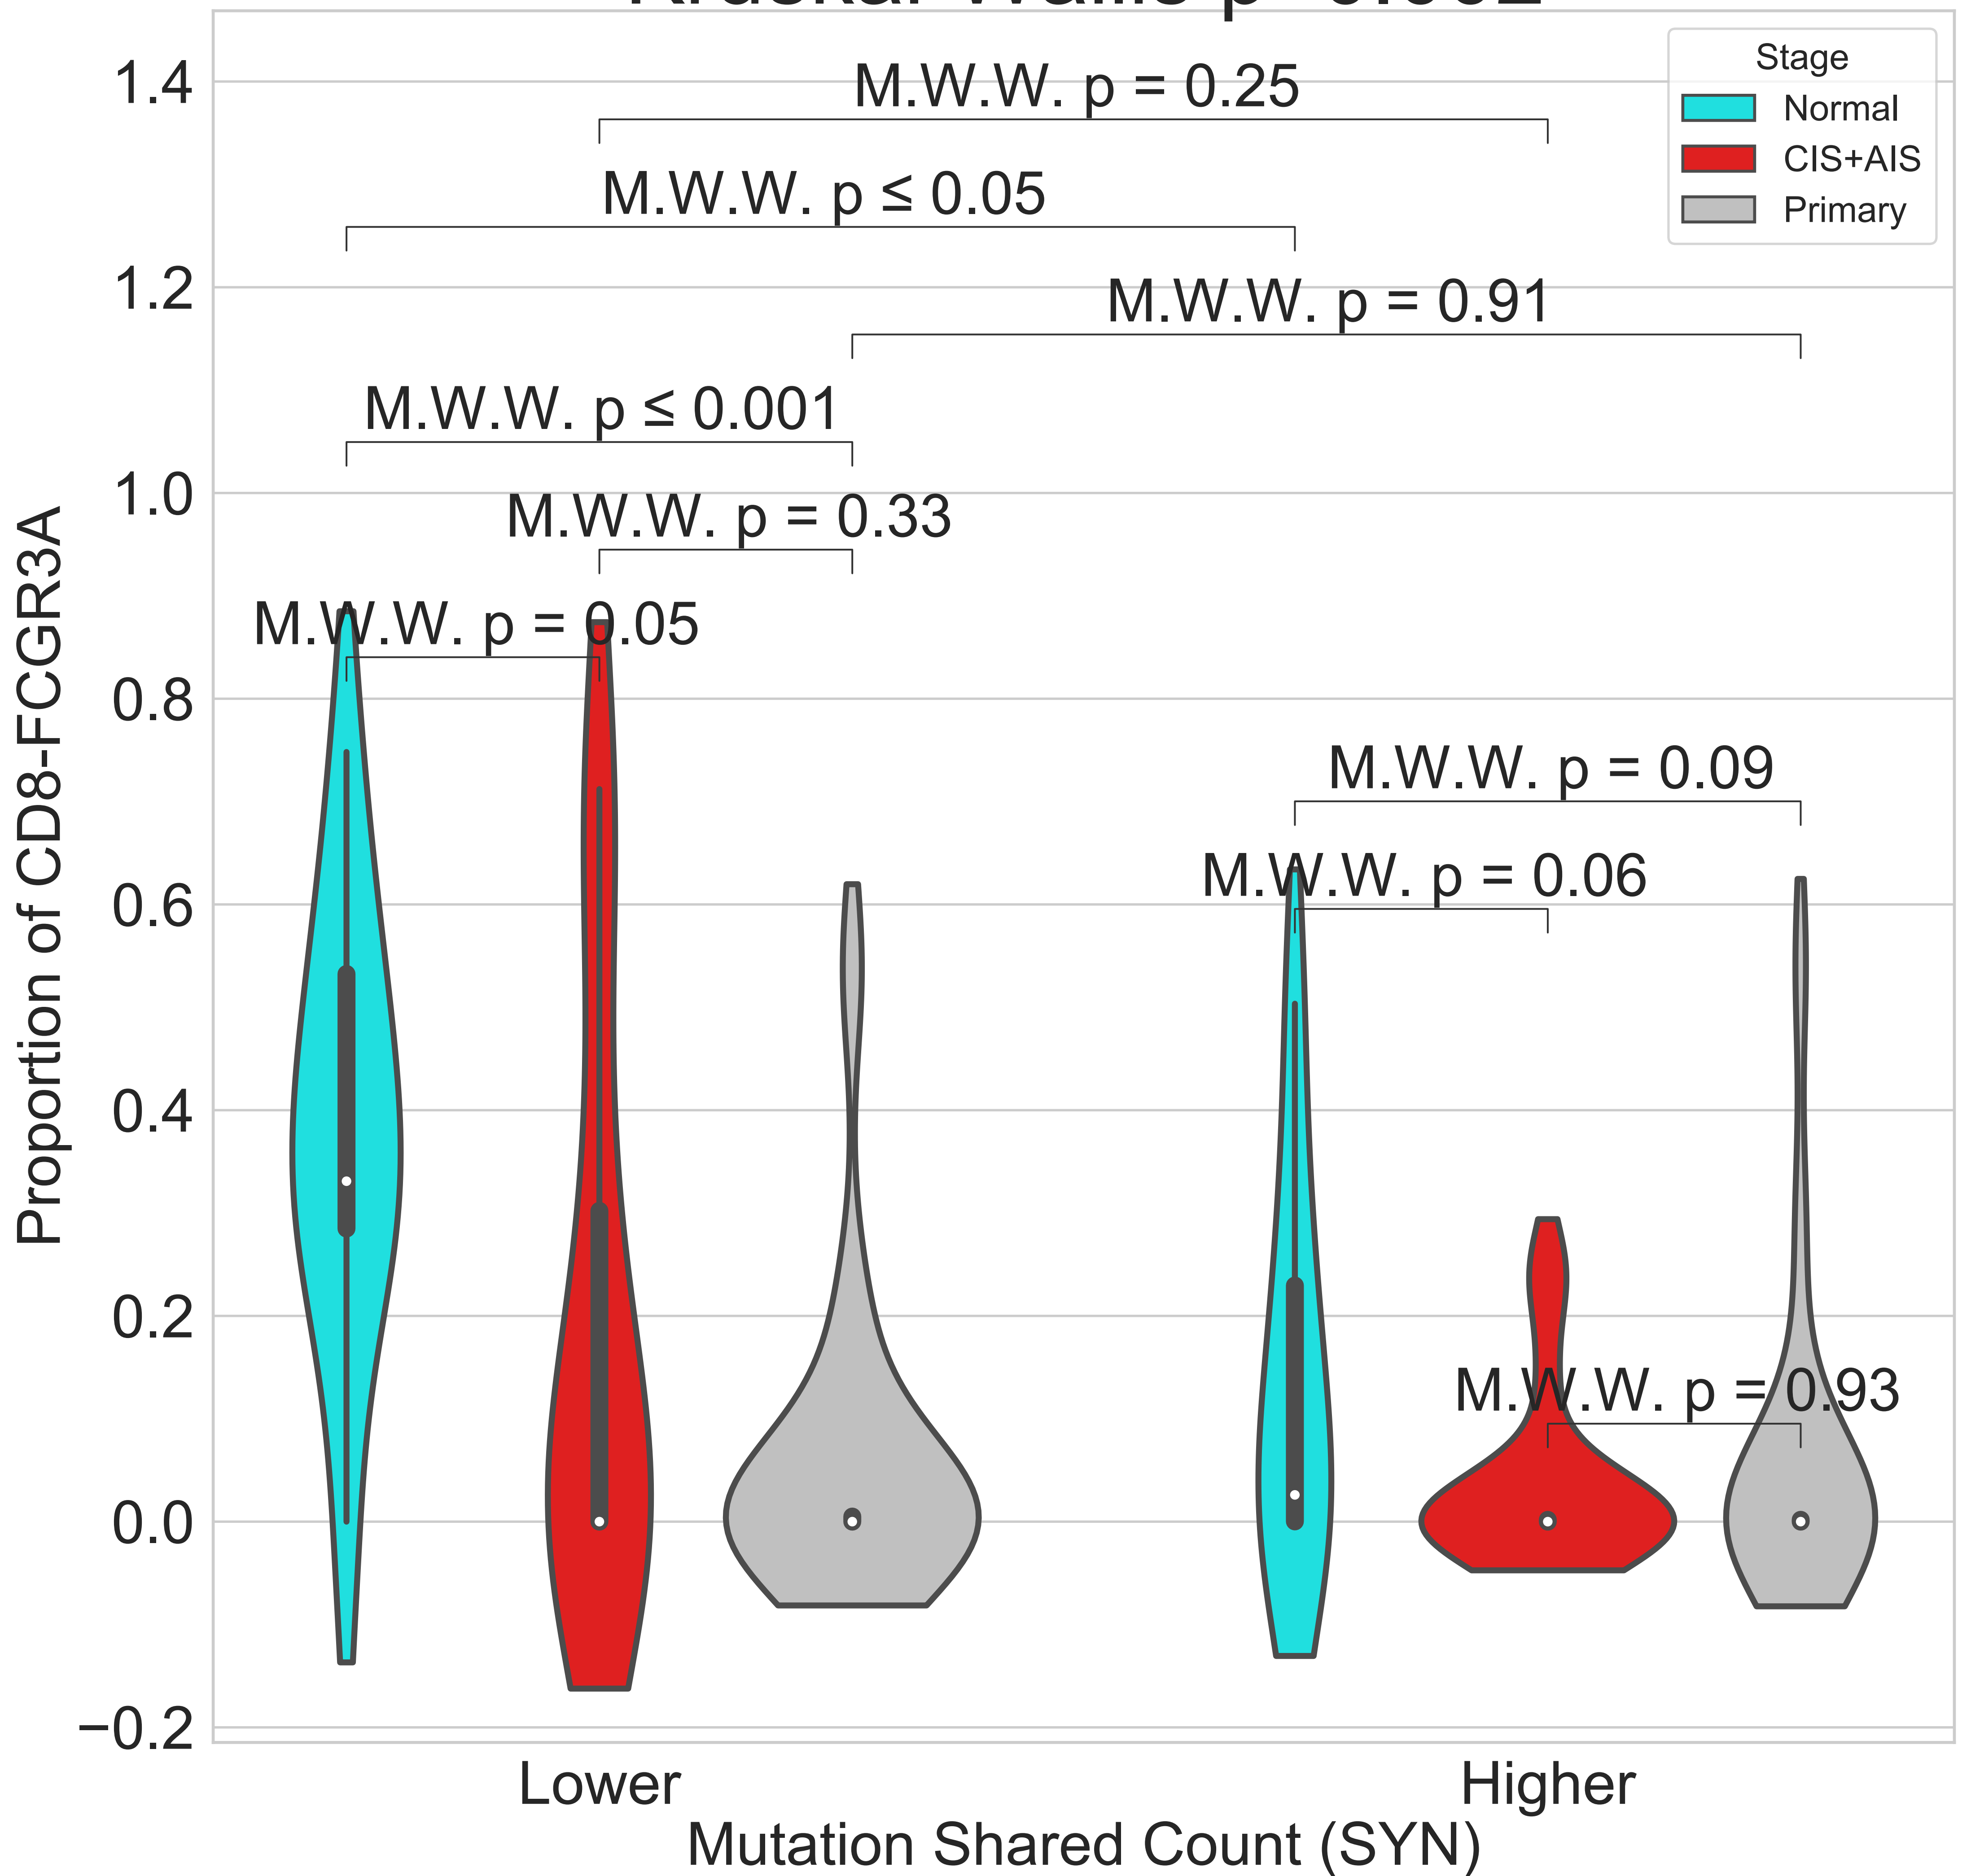 Stage
Normal
CIS+AIS
Primary
M.W.W. p = 0.25
M.W.W. p ≤ 0.05
M.W.W. p = 0.91
M.W.W. p ≤ 0.001
M.W.W. p = 0.33
M.W.W. p = 0.05
M.W.W. p = 0.09
M.W.W. p = 0.06
M.W.W. p = 0.93
Proportion of CD8-FCGR3A
1.4
1.2
1.0
0.8
0.6
0.4
0.2
0.0
−0.2
Lower
Higher
Mutation Shared Count (SYN)